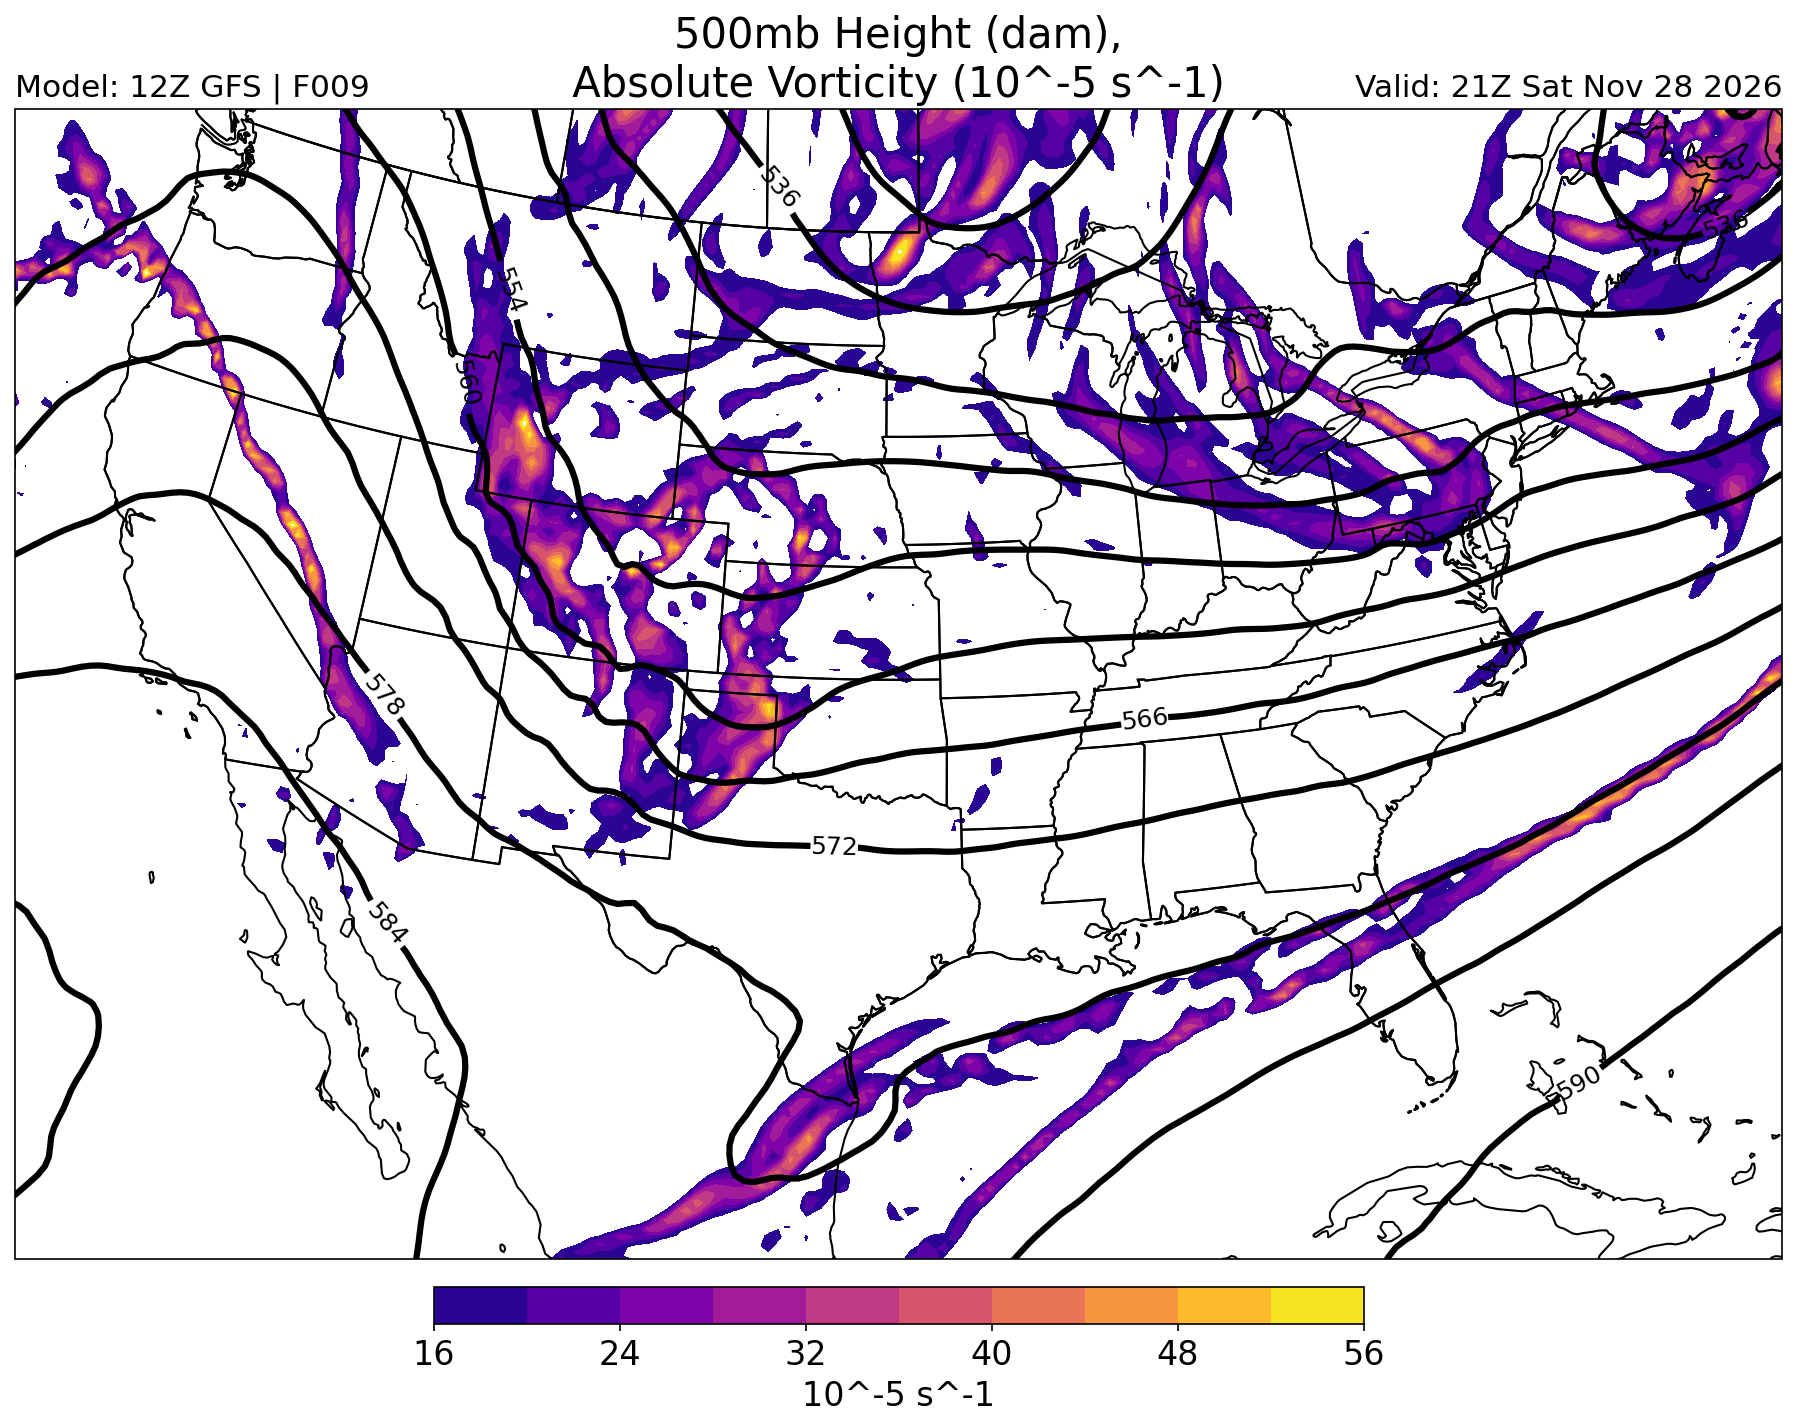 500mb Height (dam),
Absolute Vorticity (10^-5 s^-1)
Model: 12Z GFS | F009
Valid: 21Z Sat Nov 28 2026
536
536
554
560
578
566
572
584
590
16 24 32 40 48 56
10^-5 s^-1